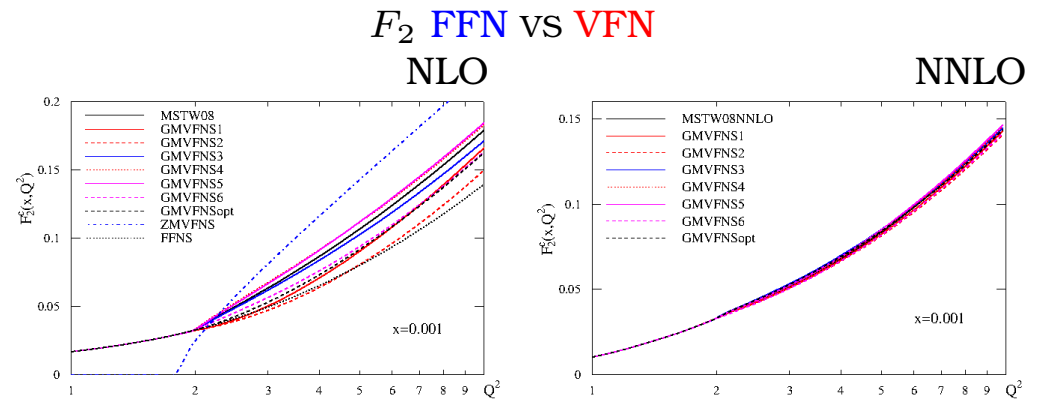 F₂ FFN vs VFN
NLO
NNLO
0.2
0.15
0.1
0.05
0
F₂ᶜ(x,Q²)
MSTW08
GMVFNS1
GMVFNS2
GMVFNS3
GMVFNS4
GMVFNS5
GMVFNS6
GMVFNSopt
ZMVFNS
FFNS
x=0.001
1 2 3 4 5 6 7 8 9 Q²
0.15
0.1
0.05
0
F₂ᶜ(x,Q²)
MSTW08NNLO
GMVFNS1
GMVFNS2
GMVFNS3
GMVFNS4
GMVFNS5
GMVFNS6
GMVFNSopt
x=0.001
1 2 3 4 5 6 7 8 9 Q²